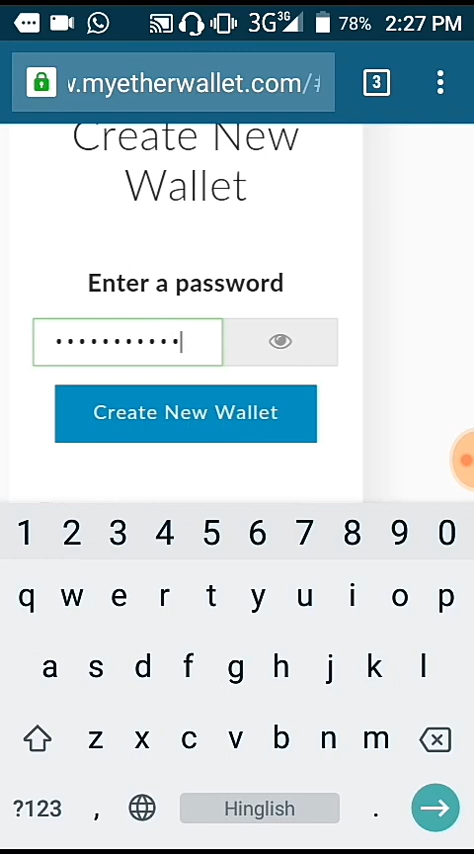 3G 3G 78% 2:27 PM
.myetherwallet.com/#
3
Create New
Wallet
Enter a password
•••••••••••
Create New Wallet
1 2 3 4 5 6 7 8 9 0
q w e r t y u i o p
a s d f g h j k l
z x c v b n m
?123 , Hinglish .